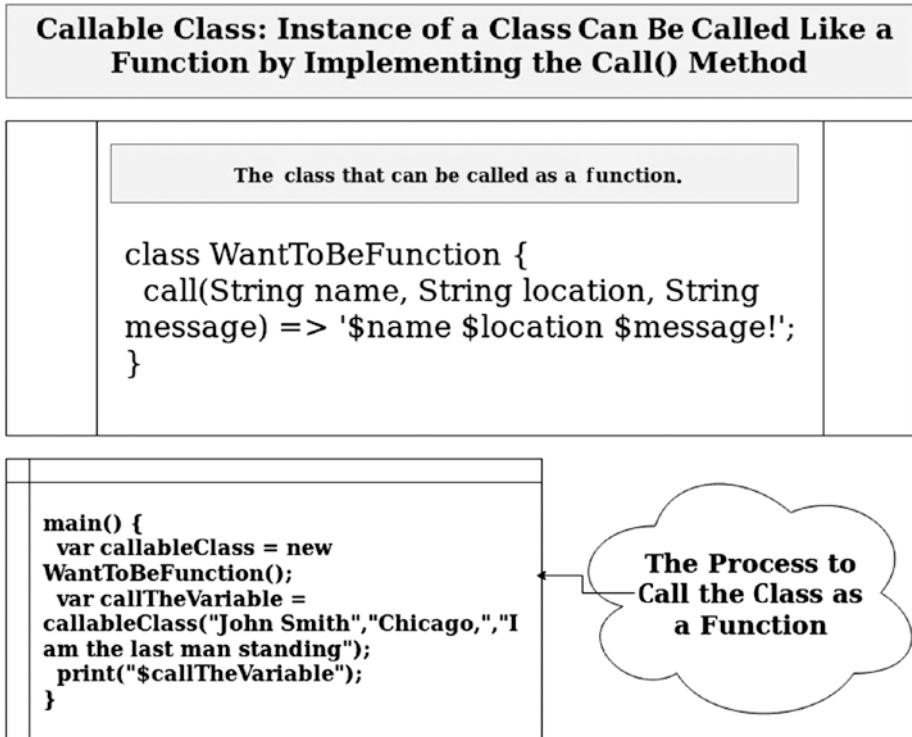 Callable Class: Instance of a Class Can Be Called Like a
Function by Implementing the Call() Method
The class that can be called as a function.
class WantToBeFunction {
call(String name, String location, String
message) => '$name $location $message!';
}
main() {
var callableClass = new
WantToBeFunction();
var callTheVariable =
callableClass("John Smith","Chicago,","I
am the last man standing");
print("$callTheVariable");
}
The Process to
Call the Class as
a Function